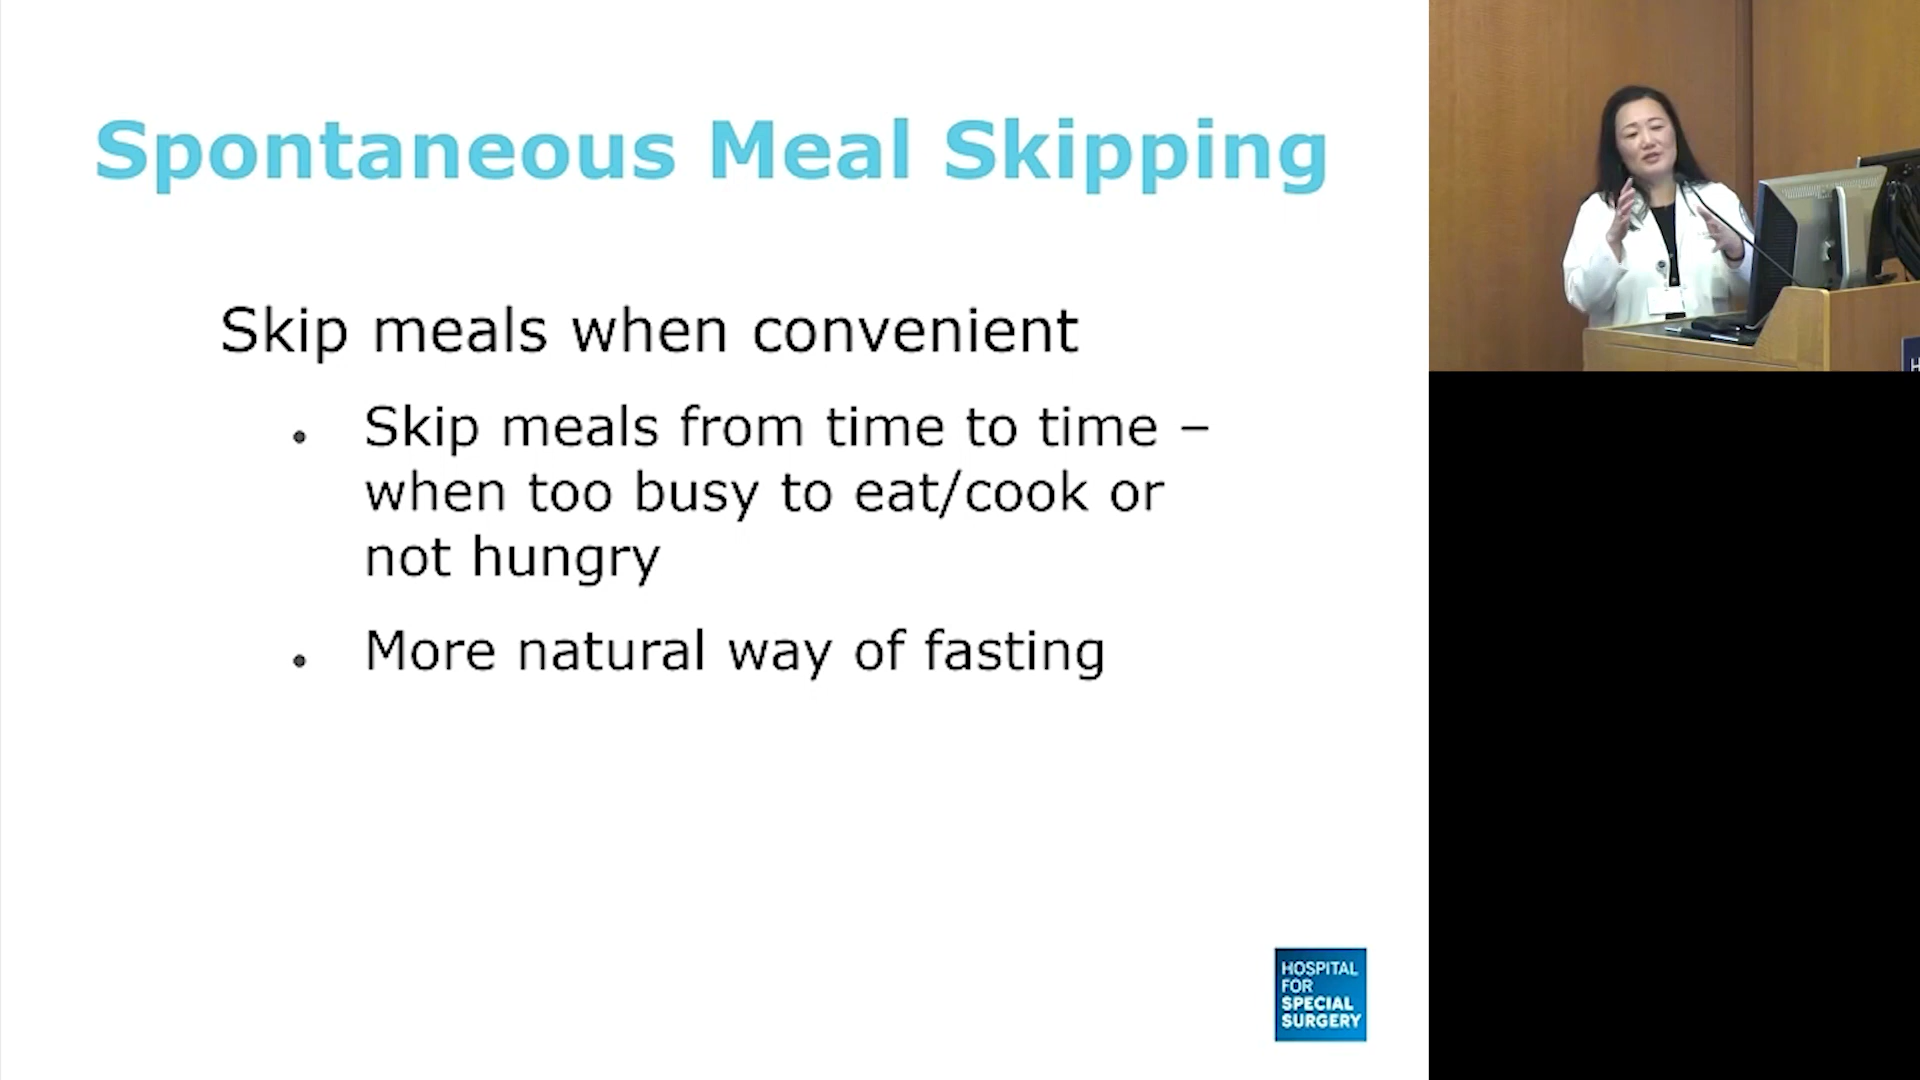 Spontaneous Meal Skipping
Skip meals when convenient
• Skip meals from time to time –
when too busy to eat/cook or
not hungry
• More natural way of fasting
HOSPITAL
FOR
SPECIAL
SURGERY